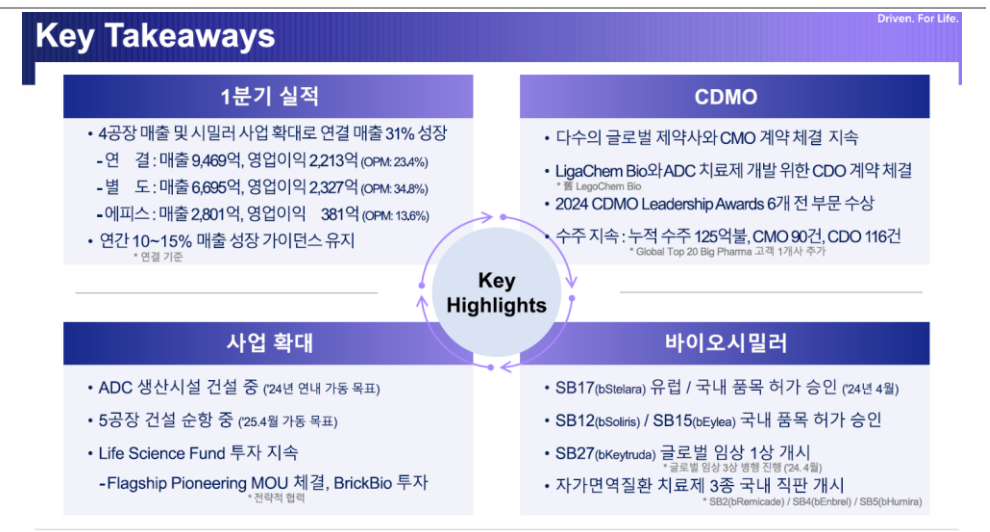 Driven. For Life.
Key Takeaways
1분기 실적
• 4공장 매출 및 시밀러 사업 확대로 연결 매출 31% 성장
- 연 결 : 매출 9,469억, 영업이익 2,213억 (OPM: 23.4%)
- 별 도 : 매출 6,695억, 영업이익 2,327억 (OPM: 34.8%)
- 에피스 : 매출 2,801억, 영업이익 381억 (OPM: 13.6%)
• 연간 10~15% 매출 성장 가이던스 유지
* 연결 기준
CDMO
• 다수의 글로벌 제약사와 CMO 계약 체결 지속
• LigaChem Bio와 ADC 치료제 개발 위한 CDO 계약 체결
* 舊 LegoChem Bio
• 2024 CDMO Leadership Awards 6개 전 부문 수상
• 수주 지속 : 누적 수주 125억불, CMO 90건, CDO 116건
* Global Top 20 Big Pharma 고객 1개사 추가
Key
Highlights
사업 확대
• ADC 생산시설 건설 중 ('24년 연내 가동 목표)
• 5공장 건설 순항 중 ('25.4월 가동 목표)
• Life Science Fund 투자 지속
- Flagship Pioneering MOU 체결, BrickBio 투자
* 전략적 협력
바이오시밀러
• SB17(bStelara) 유럽 / 국내 품목 허가 승인 ('24년 4월)
• SB12(bSoliris) / SB15(bEylea) 국내 품목 허가 승인
• SB27(bKeytruda) 글로벌 임상 1상 개시
* 글로벌 임상 3상 병행 진행 ('24. 4월)
• 자가면역질환 치료제 3종 국내 직판 개시
* SB2(bRemicade) / SB4(bEnbrel) / SB5(bHumira)